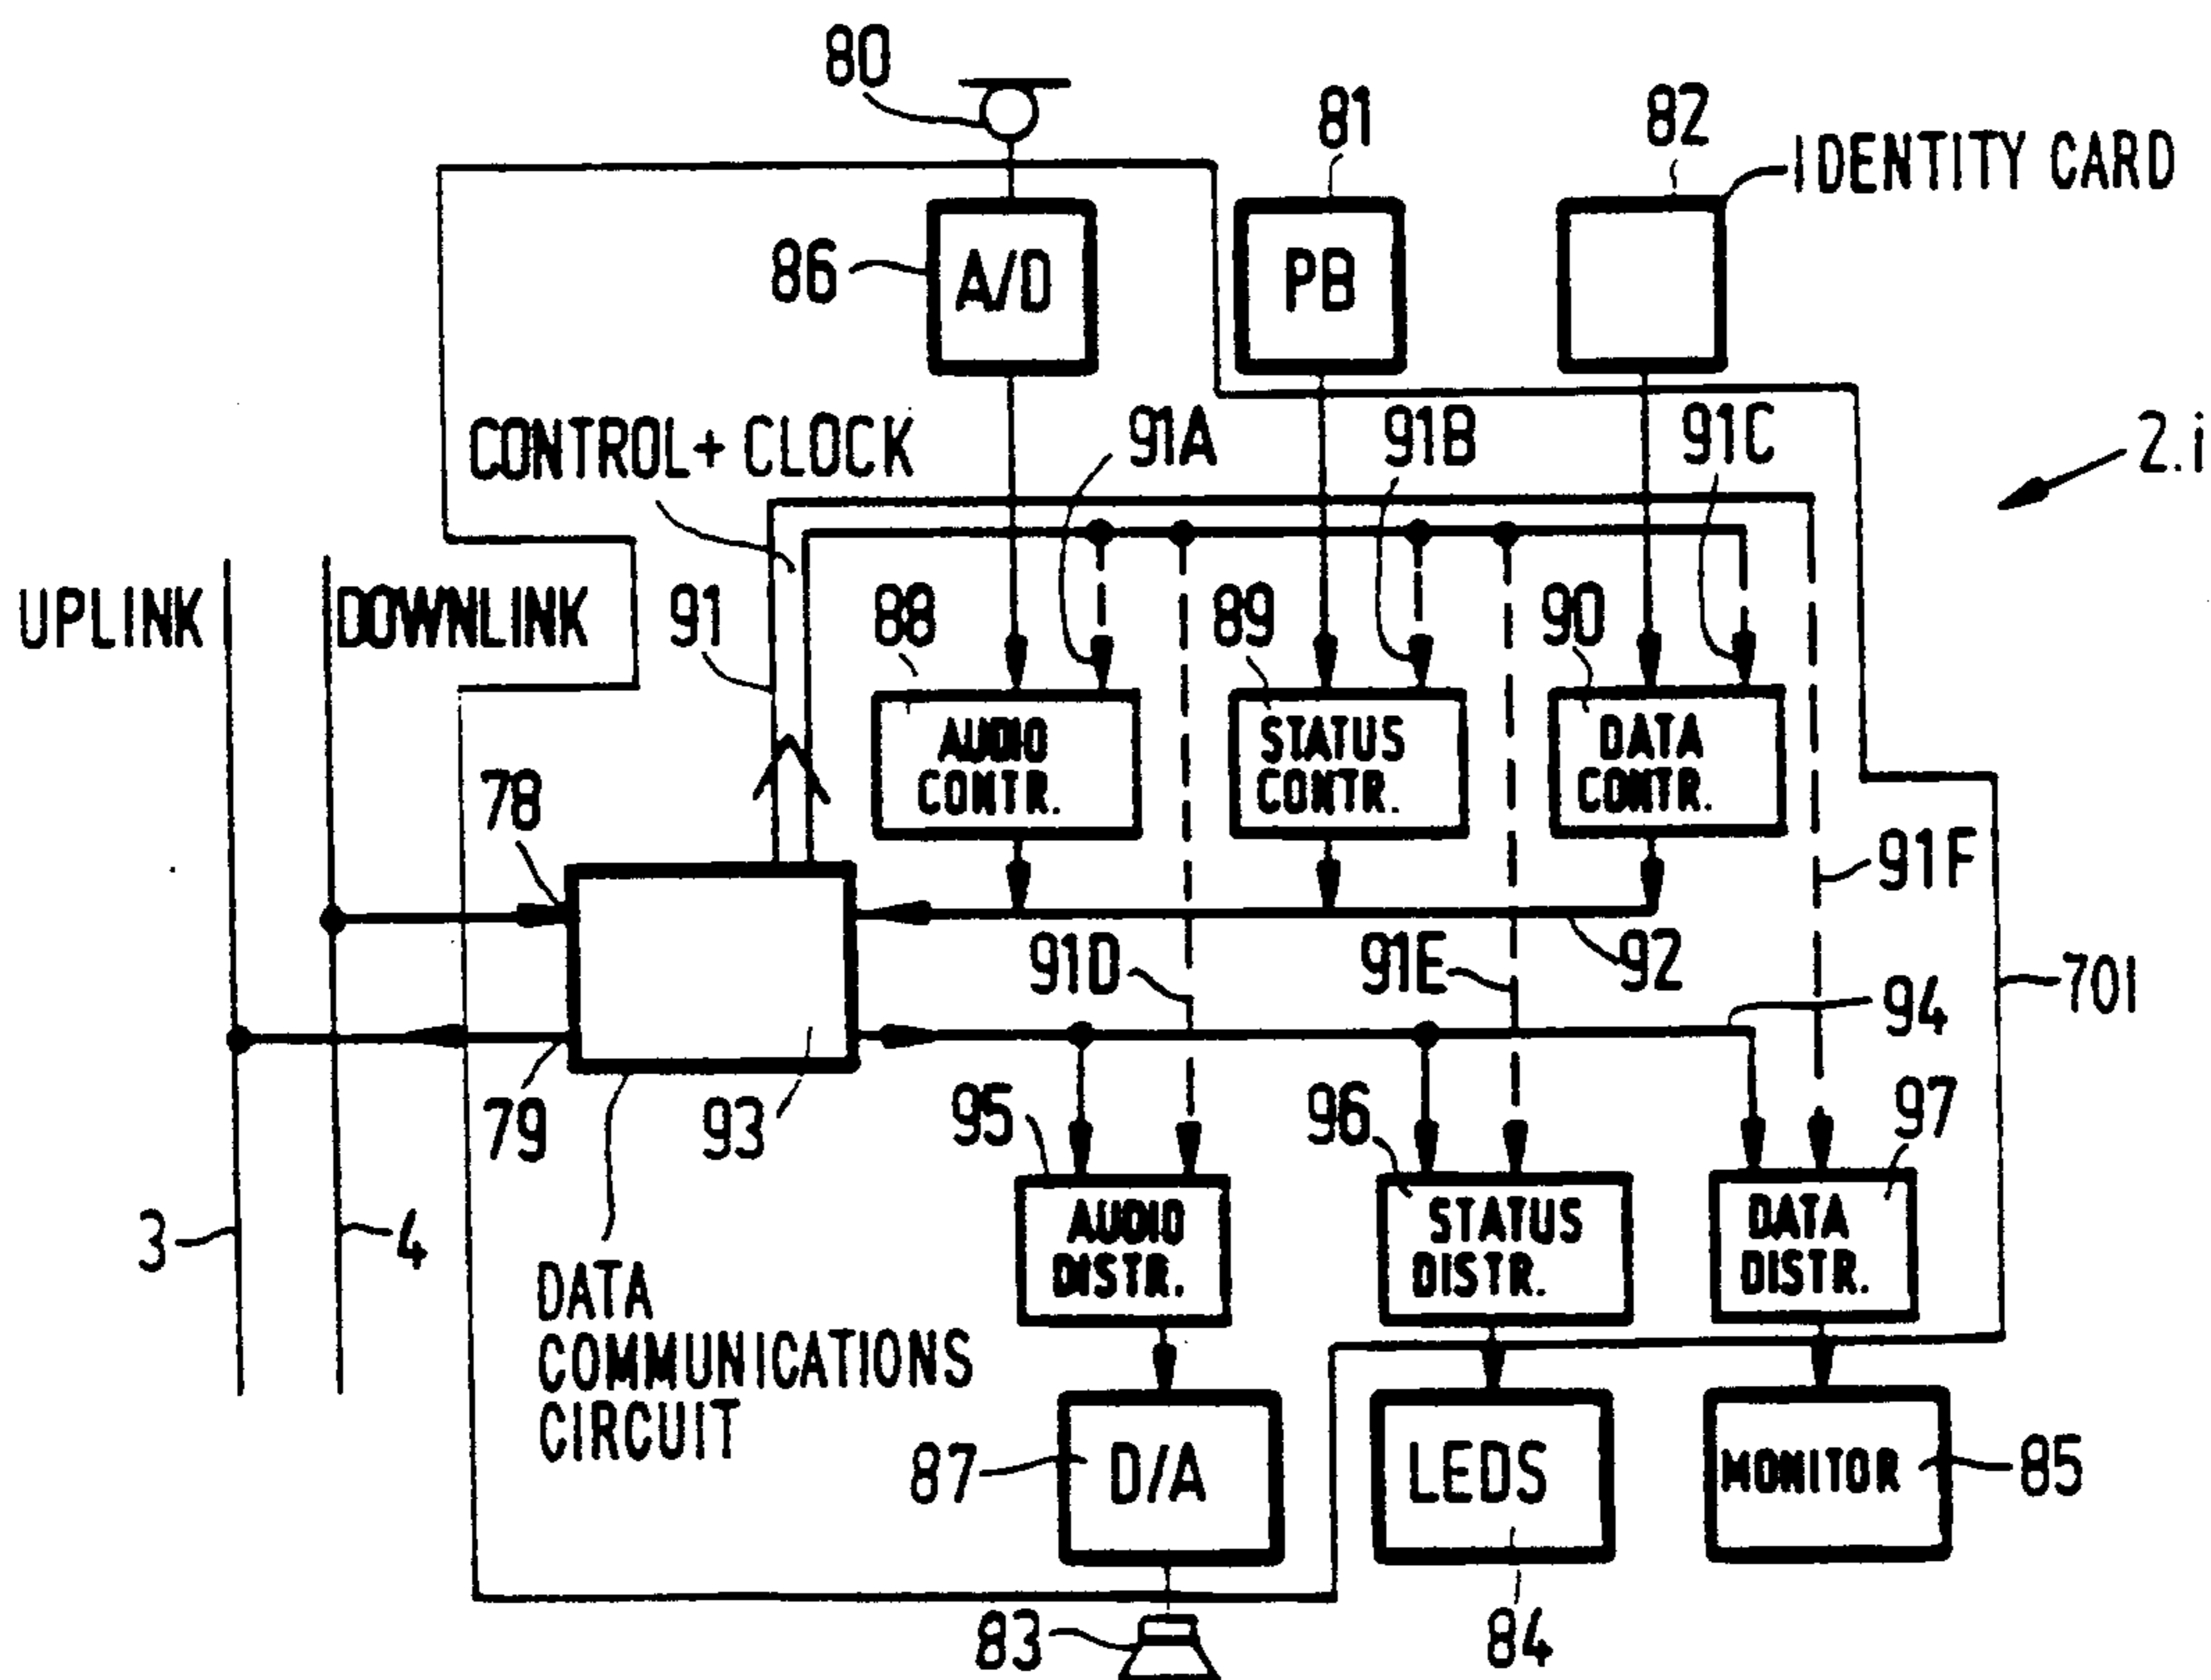 80
81
82
IDENTITY CARD
86
A/D
PB
CONTROL+ CLOCK
91A
91B
91C
2.i
UPLINK
DOWNLINK
91
88
89
90
AUDIO
CONTR.
STATUS
CONTR.
DATA
CONTR.
78
91F
91D
91E
92
701
94
79
93
95
96
97
3
4
AUDIO
DISTR.
STATUS
DISTR.
DATA
DISTR.
DATA
COMMUNICATIONS
CIRCUIT
87
D/A
LEDS
MONITOR
85
83
84